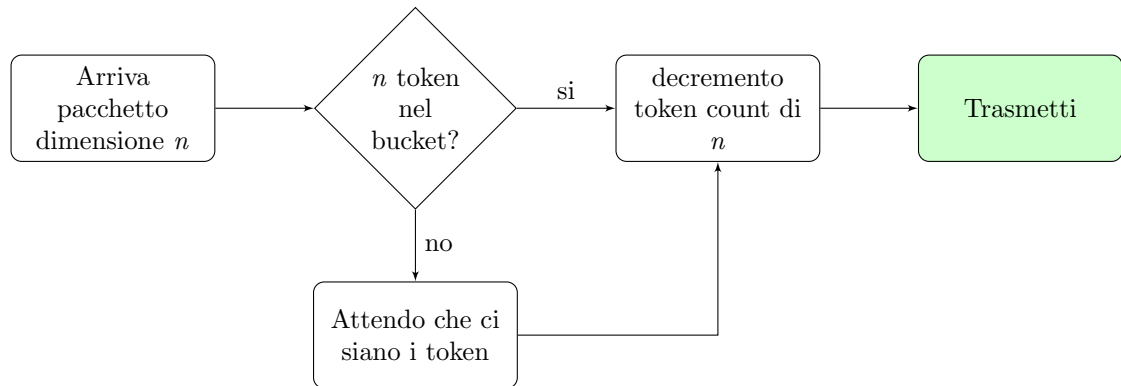 Arriva
pacchetto
dimensione n
n token
nel
bucket?
si
decremento
token count di
n
Trasmetti
no
Attendo che ci
siano i token